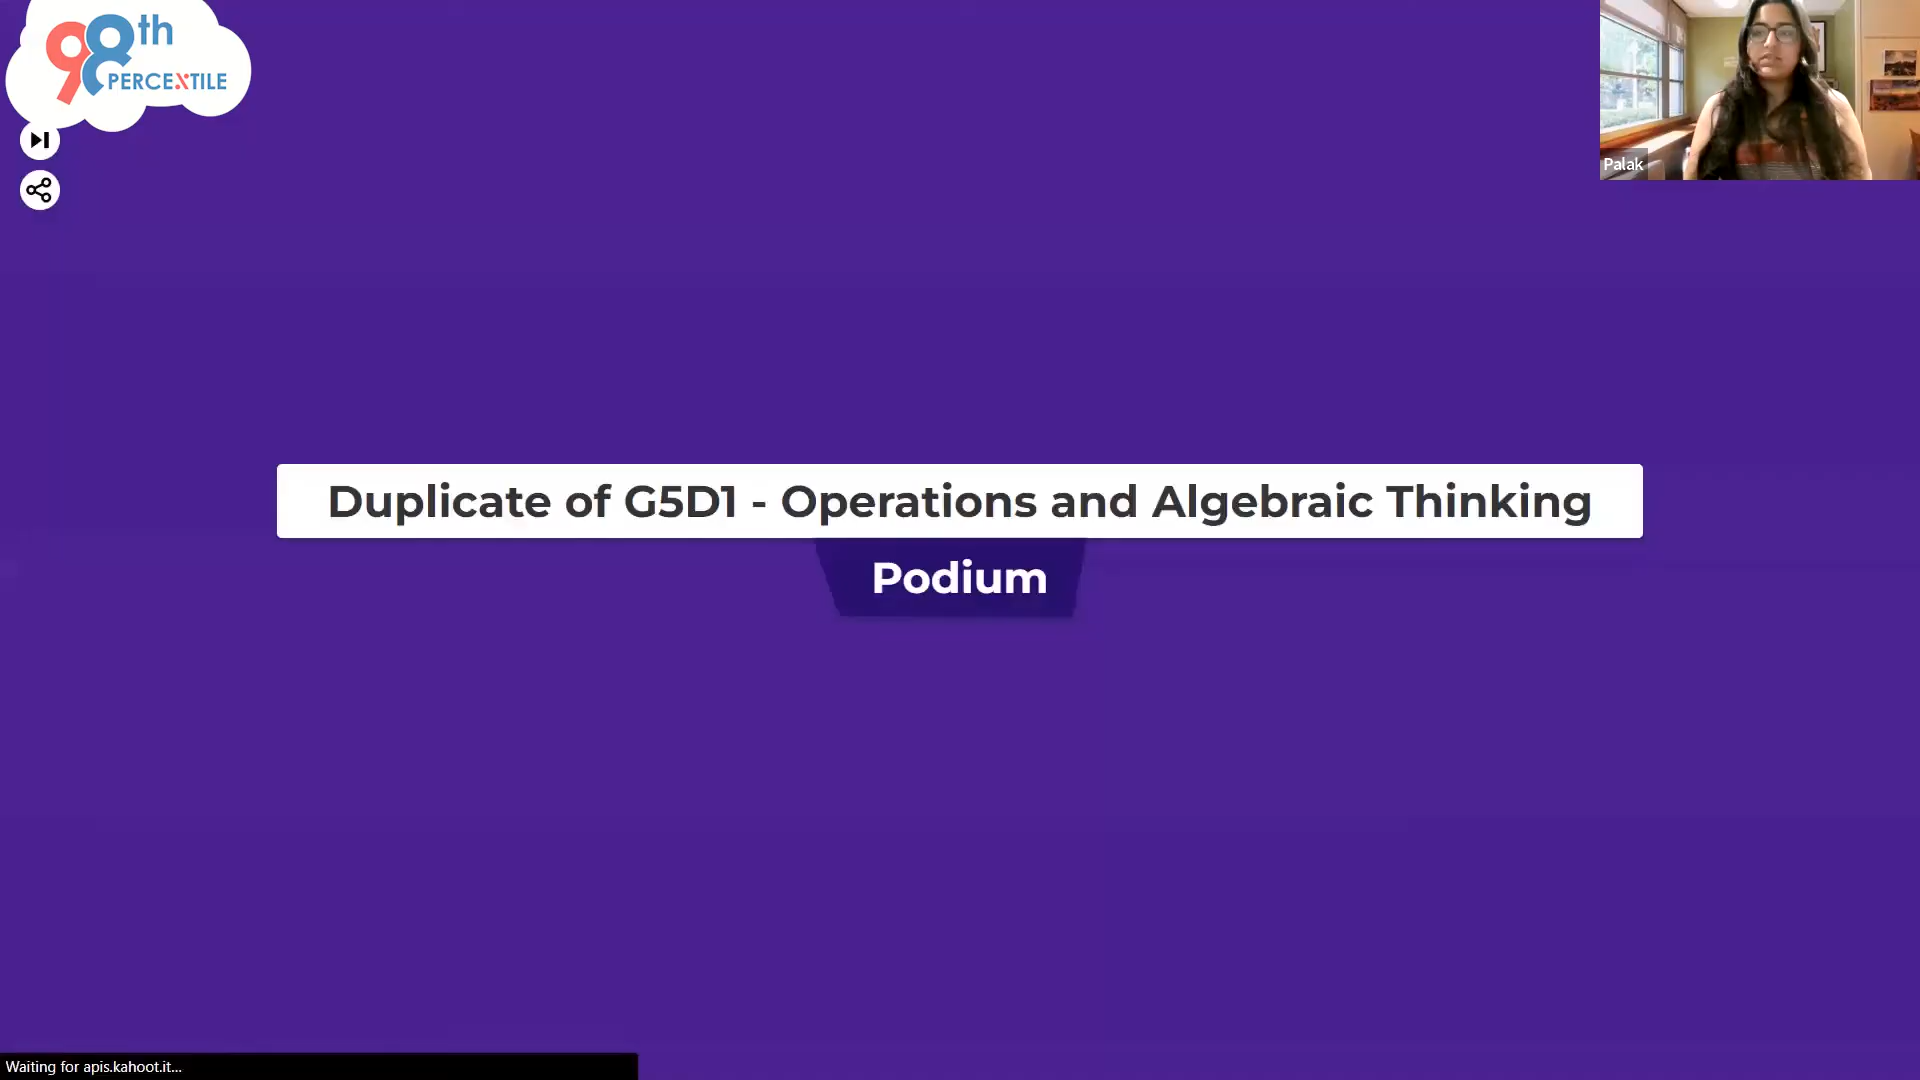 98th
PERCENTILE
Palak
Duplicate of G5D1 - Operations and Algebraic Thinking
Podium
Waiting for apis.kahoot.it...